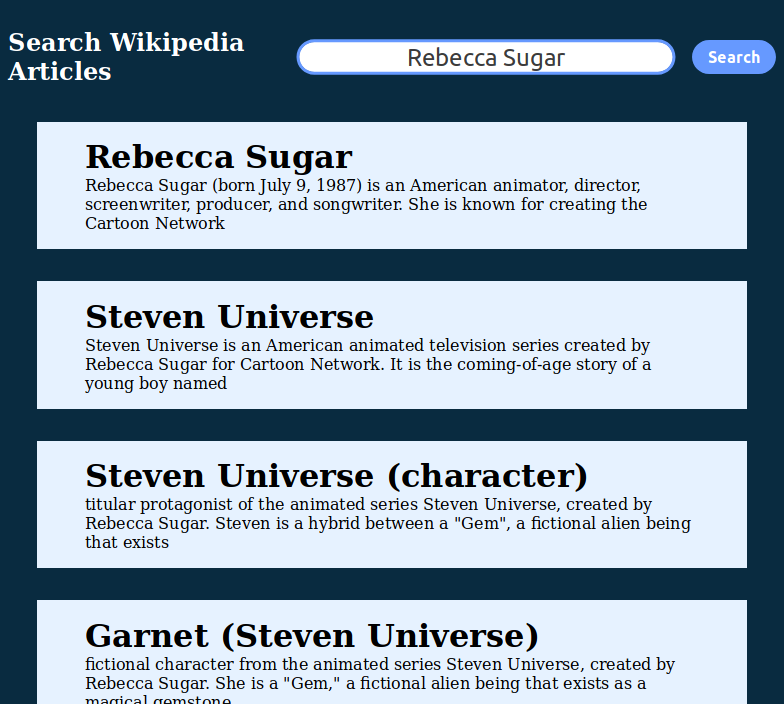 Search Wikipedia
Articles
Rebecca Sugar
Search
Rebecca Sugar
Rebecca Sugar (born July 9, 1987) is an American animator, director,
screenwriter, producer, and songwriter. She is known for creating the
Cartoon Network
Steven Universe
Steven Universe is an American animated television series created by
Rebecca Sugar for Cartoon Network. It is the coming-of-age story of a
young boy named
Steven Universe (character)
titular protagonist of the animated series Steven Universe, created by
Rebecca Sugar. Steven is a hybrid between a "Gem", a fictional alien being
that exists
Garnet (Steven Universe)
fictional character from the animated series Steven Universe, created by
Rebecca Sugar. She is a "Gem," a fictional alien being that exists as a
magical gemstone